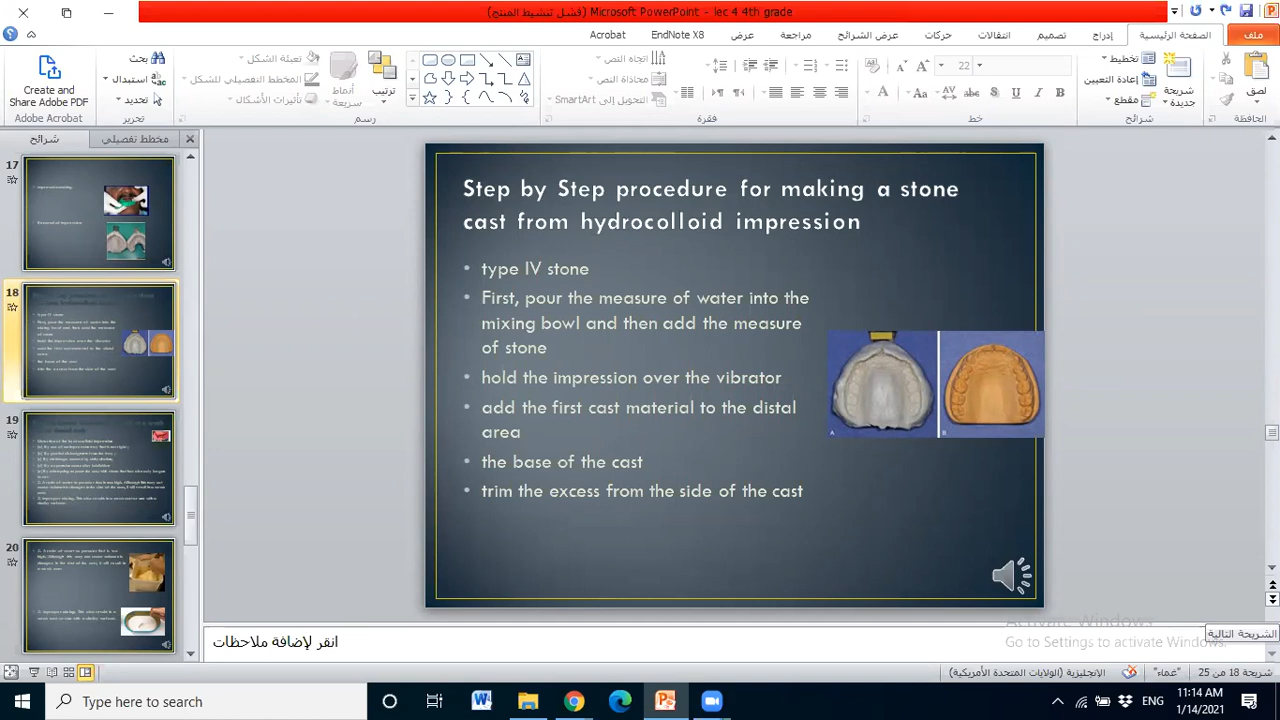 lec 4 4th grade - Microsoft PowerPoint (فشل تنشيط المنتج)
ملف
الصفحة الرئيسية
إدراج
تصميم
انتقالات
حركات
عرض الشرائح
مراجعة
عرض
EndNote X8
Acrobat
لصق
الحافظة
شريحة
جديدة
تخطيط
إعادة التعيين
مقطع
شرائح
22
خط
اتجاه النص
محاذاة النص
التحويل إلى SmartArt
فقرة
ترتيب
أنماط
سريعة
تعبئة الشكل
المخطط التفصيلي للشكل
تأثيرات الأشكال
رسم
بحث
استبدال
تحديد
تحرير
Create and
Share Adobe PDF
Adobe Acrobat
شرائح
مخطط تفصيلي
17
18
19
20
Step by Step procedure for making a stone
cast from hydrocolloid impression
• type IV stone
• First, pour the measure of water into the
mixing bowl and then add the measure
of stone
• hold the impression over the vibrator
• add the first cast material to the distal
area
• the base of the cast
• trim the excess from the side of the cast
A
B
انقر لإضافة ملاحظات
Activate Windows
Go to Settings to activate Windows.
الشريحة التالية
شريحة 18 من 25
"غماء"
الإنجليزية (الولايات المتحدة الأمريكية)
Type here to search
ENG
11:14 AM
1/14/2021